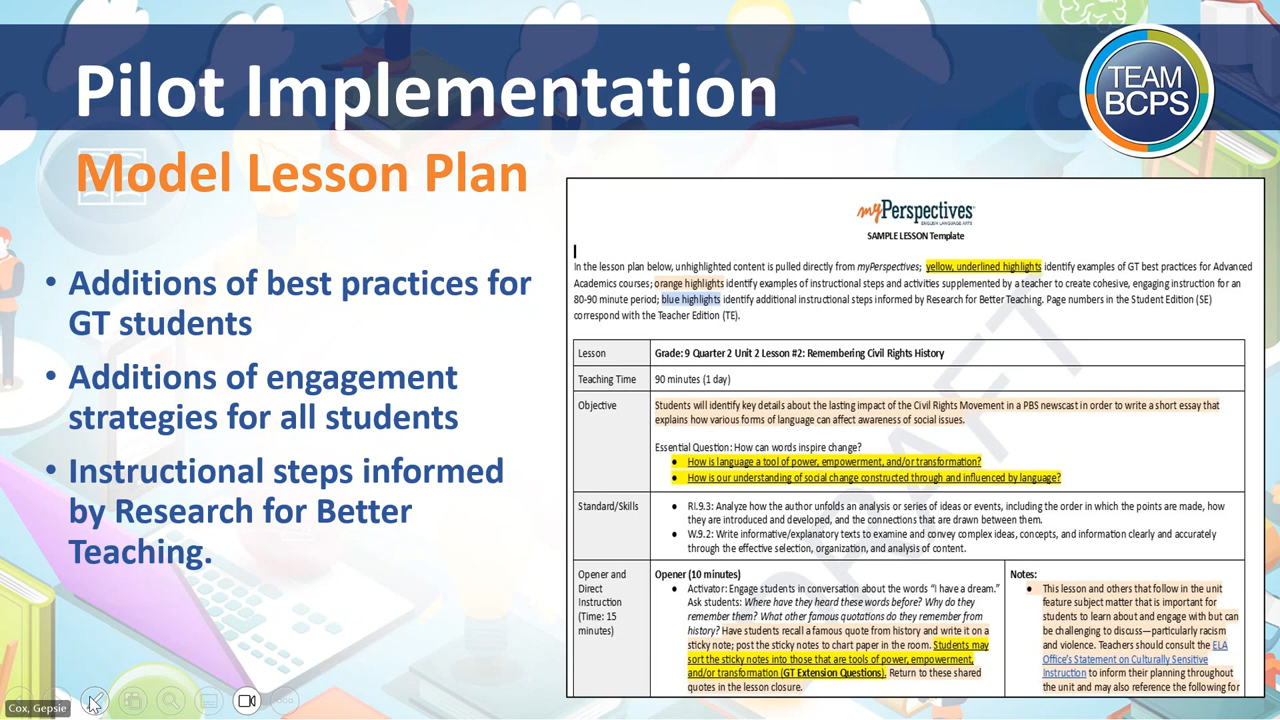 Pilot Implementation
TEAM
BCPS
Model Lesson Plan
• Additions of best practices for
GT students
• Additions of engagement
strategies for all students
• Instructional steps informed
by Research for Better
Teaching.
myPerspectives
ENGLISH LANGUAGE ARTS
SAMPLE LESSON Template
In the lesson plan below, unhighlighted content is pulled directly from myPerspectives; yellow, underlined highlights identify examples of GT best practices for Advanced
Academics courses; orange highlights identify examples of instructional steps and activities supplemented by a teacher to create cohesive, engaging instruction for an
80-90 minute period; blue highlights identify additional instructional steps informed by Research for Better Teaching. Page numbers in the Student Edition (SE)
correspond with the Teacher Edition (TE).
Lesson
Grade: 9 Quarter 2 Unit 2 Lesson #2: Remembering Civil Rights History
Teaching Time
90 minutes (1 day)
Objective
Students will identify key details about the lasting impact of the Civil Rights Movement in a PBS newscast in order to write a short essay that
explains how various forms of language can affect awareness of social issues.
Essential Question: How can words inspire change?
• How is language a tool of power, empowerment, and/or transformation?
• How is our understanding of social change constructed through and influenced by language?
Standard/Skills
• RI.9.3: Analyze how the author unfolds an analysis or series of ideas or events, including the order in which the points are made, how
they are introduced and developed, and the connections that are drawn between them.
• W.9.2: Write informative/explanatory texts to examine and convey complex ideas, concepts, and information clearly and accurately
through the effective selection, organization, and analysis of content.
Opener and
Direct
Instruction
(Time: 15
minutes)
Opener (10 minutes)
• Activator: Engage students in conversation about the words “I have a dream.”
Ask students: Where have they heard these words before? Why do they
remember them? What other famous quotations do they remember from
history? Have students recall a famous quote from history and write it on a
sticky note; post the sticky notes to chart paper in the room. Students may
sort the sticky notes into those that are tools of power, empowerment,
and/or transformation (GT Extension Questions). Return to these shared
quotes in the lesson closure.
Notes:
• This lesson and others that follow in the unit
feature subject matter that is important for
students to learn about and engage with but can
be challenging to discuss—particularly racism
and violence. Teachers should consult the ELA
Office’s Statement on Culturally Sensitive
Instruction to inform their planning throughout
the unit and may also reference the following for
DRAFT
Cox, Gepsie